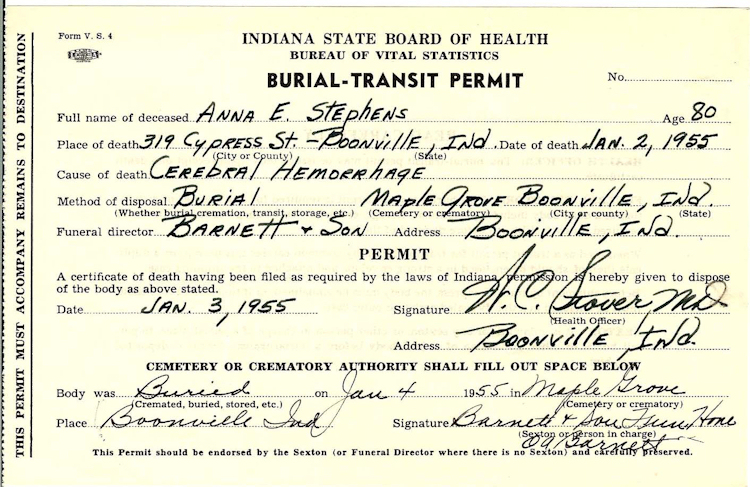 Form V. S. 4
INDIANA STATE BOARD OF HEALTH
BUREAU OF VITAL STATISTICS
BURIAL-TRANSIT PERMIT
No.
Full name of deceased ANNA E. STEPHENS Age 80
Place of death 319 CYPRESS ST. - BOONVILLE, IND. Date of death JAN. 2, 1955
(City or County) (State)
Cause of death CEREBRAL HEMORRHAGE
Method of disposal BURIAL MAPLE GROVE BOONVILLE, IND.
(Whether burial, cremation, transit, storage, etc.) (Cemetery or crematory) (City or county) (State)
Funeral director BARNETT & SON Address BOONVILLE, IND.
PERMIT
A certificate of death having been filed as required by the laws of Indiana, permission is hereby given to dispose
of the body as above stated.
Date JAN. 3, 1955 Signature W. C. Stover MD.
(Health Officer)
Address BOONVILLE, IND.
CEMETERY OR CREMATORY AUTHORITY SHALL FILL OUT SPACE BELOW
Body was Buried on Jan 4 1955 in Maple Grove
(Cremated, buried, stored, etc.) (Cemetery or crematory)
Place Boonville Ind Signature Barnett & Son Fun, Home
(Sexton or person in charge)
Barnett
This Permit should be endorsed by the Sexton (or Funeral Director where there is no Sexton) and carefully preserved.
THIS PERMIT MUST ACCOMPANY REMAINS TO DESTINATION